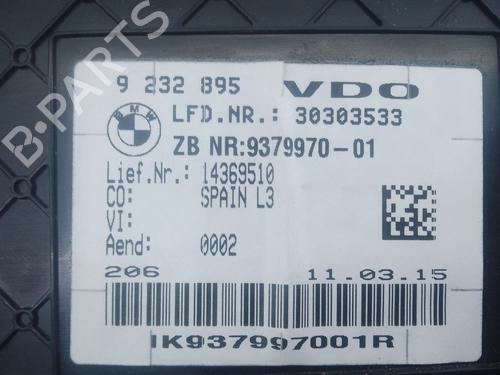 B-PARTS
9 232 895 VDO
BMW
LFD.NR.: 30303533
ZB NR:9379970-01
Lief.Nr.: 14369510
CO: SPAIN L3
VI:
Aend: 0002
206 11.03.15
IK937997001R